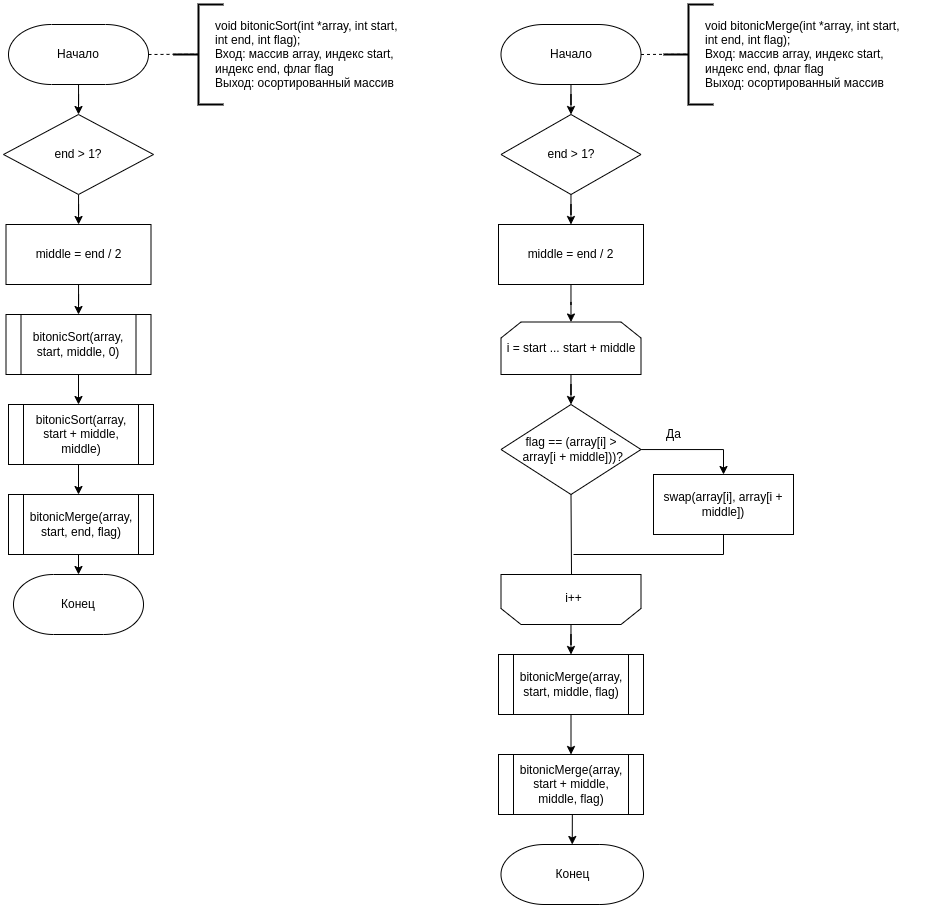 Начало
void bitonicSort(int *array, int start,
int end, int flag);
Вход: массив array, индекс start,
индекс end, флаг flag
Выход: осортированный массив
end > 1?
middle = end / 2
bitonicSort(array,
start, middle, 0)
bitonicSort(array,
start + middle,
middle)
bitonicMerge(array,
start, end, flag)
Конец
Начало
void bitonicMerge(int *array, int start,
int end, int flag);
Вход: массив array, индекс start,
индекс end, флаг flag
Выход: осортированный массив
end > 1?
middle = end / 2
i = start ... start + middle
flag == (array[i] >
array[i + middle]))?
Да
swap(array[i], array[i +
middle])
i++
bitonicMerge(array,
start, middle, flag)
bitonicMerge(array,
start + middle,
middle, flag)
Конец